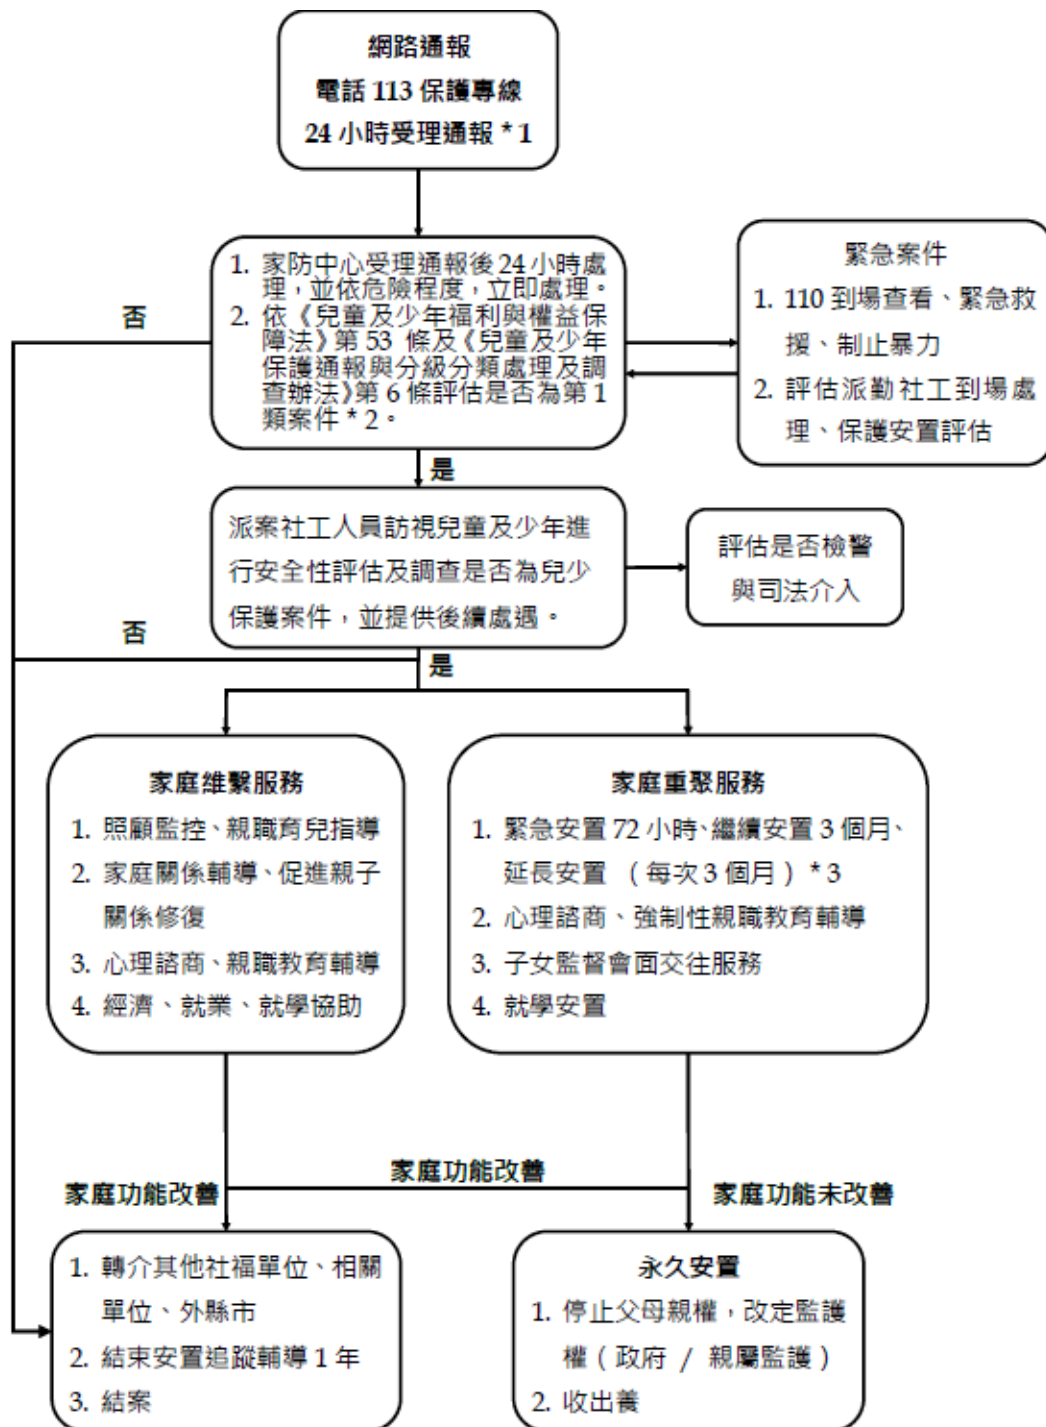 網路通報
電話 113 保護專線
24 小時受理通報 * 1
1. 家防中心受理通報後 24 小時處
理，並依危險程度，立即處理。
2. 依《兒童及少年福利與權益保
障法》第 53 條及《兒童及少年
保護通報與分級分類處理及調
查辦法》第 6 條評估是否為第 1
類案件 * 2。
緊急案件
1. 110 到場查看、緊急救
援、制止暴力
2. 評估派勤社工到場處
理、保護安置評估
否
是
派案社工人員訪視兒童及少年進
行安全性評估及調查是否為兒少
保護案件，並提供後續處遇。
評估是否檢警
與司法介入
否
是
家庭維繫服務
1. 照顧監控、親職育兒指導
2. 家庭關係輔導、促進親子
關係修復
3. 心理諮商、親職教育輔導
4. 經濟、就業、就學協助
家庭重聚服務
1. 緊急安置 72 小時、繼續安置 3 個月、
延長安置 （每次 3 個月） * 3
2. 心理諮商、強制性親職教育輔導
3. 子女監督會面交往服務
4. 就學安置
家庭功能改善
家庭功能改善
家庭功能未改善
1. 轉介其他社福單位、相關
單位、外縣市
2. 結束安置追蹤輔導 1 年
3. 結案
永久安置
1. 停止父母親權，改定監護
權（政府 / 親屬監護）
2. 收出養